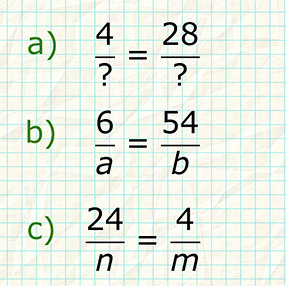 a) 4/? = 28/?
b) 6/a = 54/b
c) 24/n = 4/m